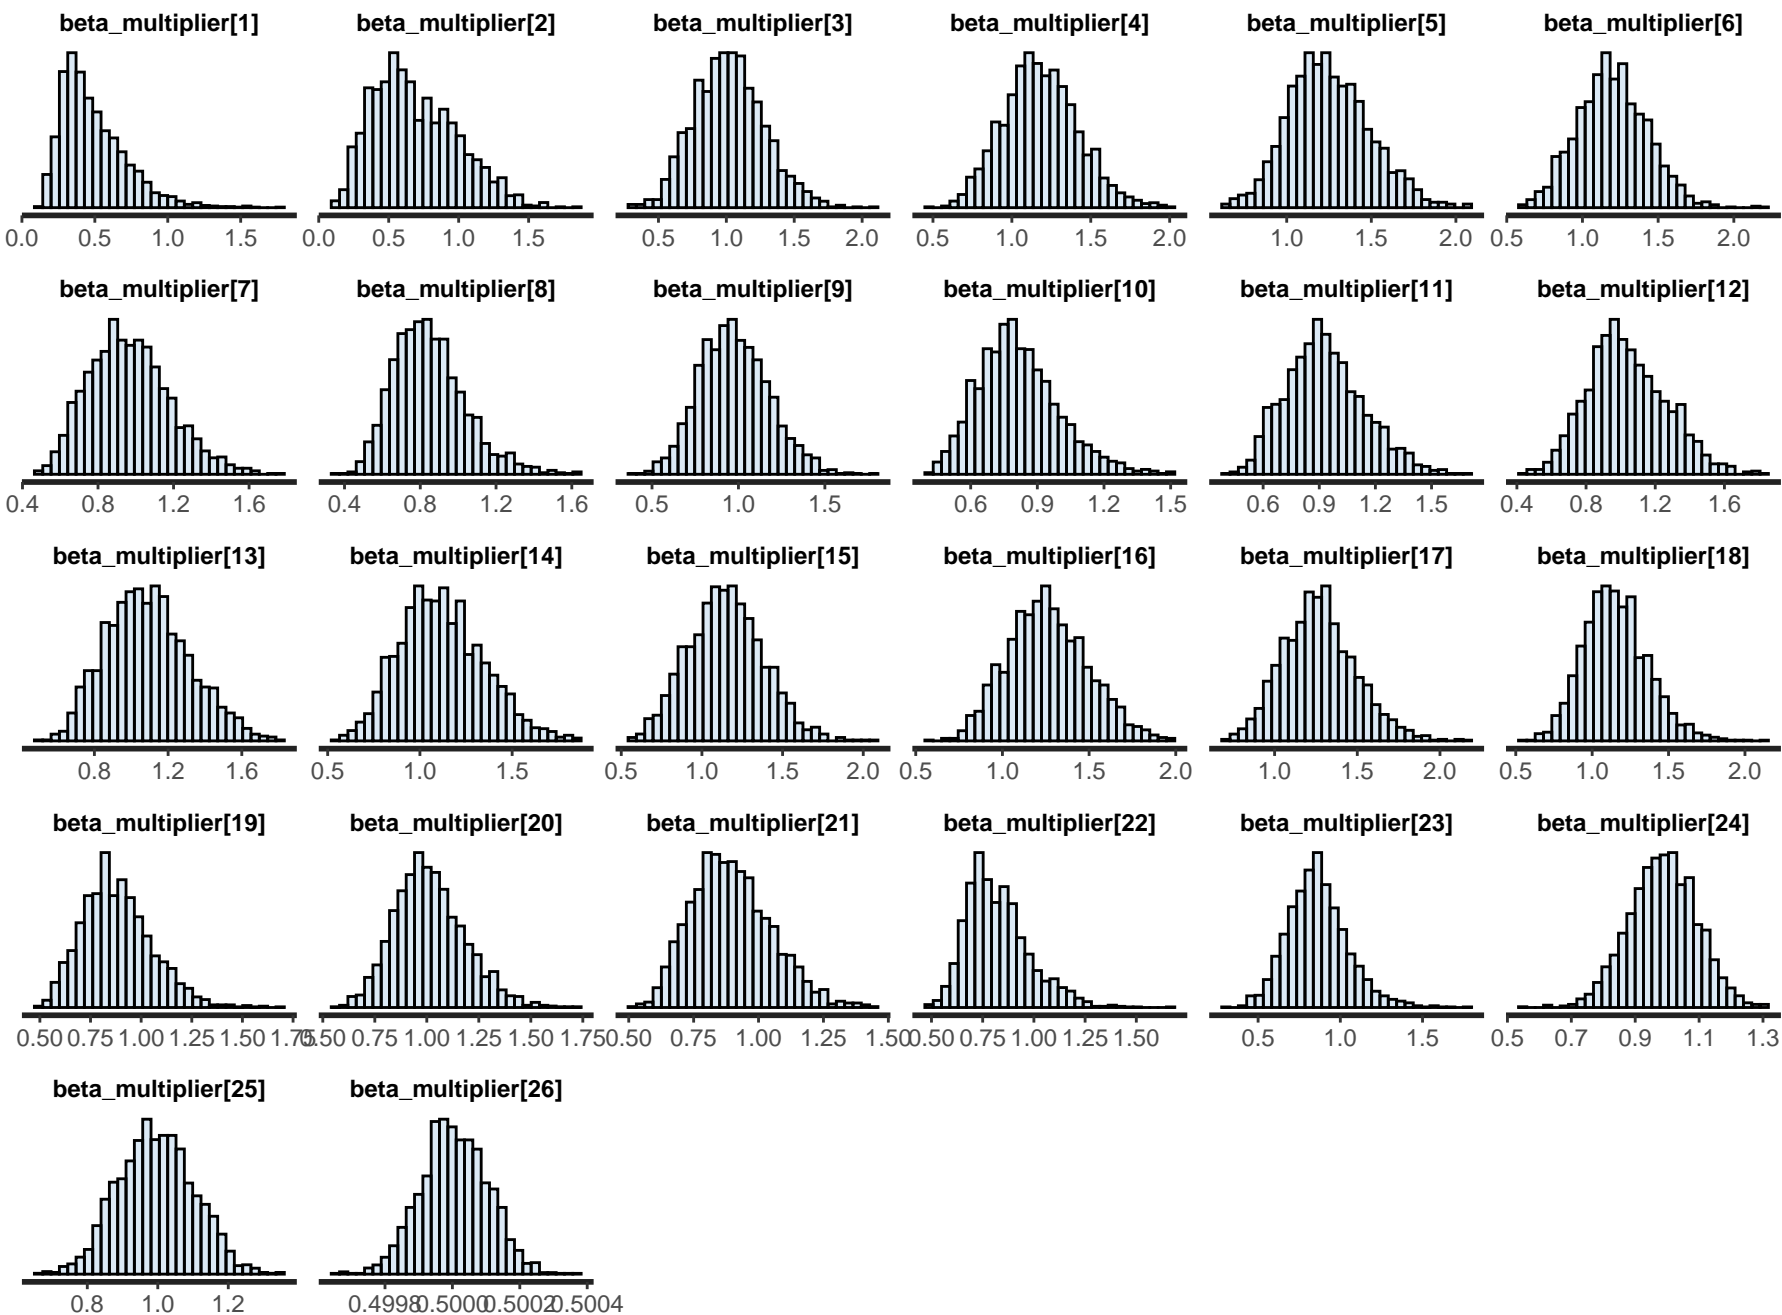 beta_multiplier[1] beta_multiplier[2] beta_multiplier[3] beta_multiplier[4] beta_multiplier[5] beta_multiplier[6]
0.0 0.5 1.0 1.5 0.0 0.5 1.0 1.5 0.5 1.0 1.5 2.0 0.5 1.0 1.5 2.0 1.0 1.5 2.0 0.5 1.0 1.5 2.0
beta_multiplier[7] beta_multiplier[8] beta_multiplier[9] beta_multiplier[10] beta_multiplier[11] beta_multiplier[12]
0.4 0.8 1.2 1.6 0.4 0.8 1.2 1.6 0.5 1.0 1.5 0.6 0.9 1.2 1.5 0.6 0.9 1.2 1.5 0.4 0.8 1.2 1.6
beta_multiplier[13] beta_multiplier[14] beta_multiplier[15] beta_multiplier[16] beta_multiplier[17] beta_multiplier[18]
0.8 1.2 1.6 0.5 1.0 1.5 0.5 1.0 1.5 2.0 0.5 1.0 1.5 2.0 1.0 1.5 2.0 0.5 1.0 1.5 2.0
beta_multiplier[19] beta_multiplier[20] beta_multiplier[21] beta_multiplier[22] beta_multiplier[23] beta_multiplier[24]
0.50 0.75 1.00 1.25 1.50 1.75 0.50 0.75 1.00 1.25 1.50 1.75 0.50 0.75 1.00 1.25 1.50 0.50 0.75 1.00 1.25 1.50 0.5 1.0 1.5 0.5 0.7 0.9 1.1 1.3
beta_multiplier[25] beta_multiplier[26]
0.8 1.0 1.2 0.4998 0.5000 0.5002 0.5004